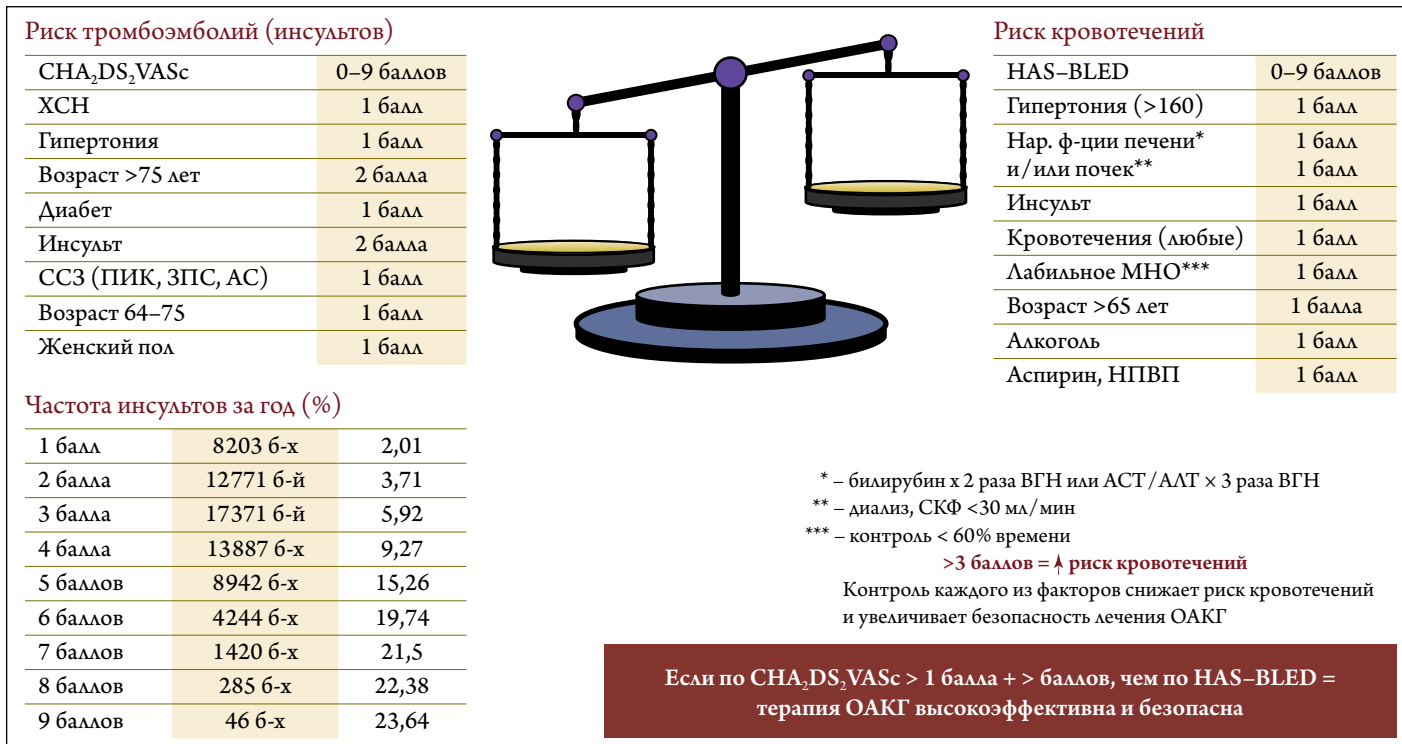 Риск тромбоэмболий (инсультов)
CHA₂DS₂VASc 0–9 баллов
ХСН 1 балл
Гипертония 1 балл
Возраст >75 лет 2 балла
Диабет 1 балл
Инсульт 2 балла
ССЗ (ПИК, ЗПС, АС) 1 балл
Возраст 64–75 1 балл
Женский пол 1 балл
Частота инсультов за год (%)
1 балл 8203 б-х 2,01
2 балла 12771 б-й 3,71
3 балла 17371 б-й 5,92
4 балла 13887 б-х 9,27
5 баллов 8942 б-х 15,26
6 баллов 4244 б-х 19,74
7 баллов 1420 б-х 21,5
8 баллов 285 б-х 22,38
9 баллов 46 б-х 23,64
Риск кровотечений
HAS–BLED 0–9 баллов
Гипертония (>160) 1 балл
Нар. ф-ции печени* 1 балл
и/или почек** 1 балл
Инсульт 1 балл
Кровотечения (любые) 1 балл
Лабильное МНО*** 1 балл
Возраст >65 лет 1 балла
Алкоголь 1 балл
Аспирин, НПВП 1 балл
* – билирубин х 2 раза ВГН или АСТ/АЛТ × 3 раза ВГН
** – диализ, СКФ <30 мл/мин
*** – контроль < 60% времени
>3 баллов = ↑ риск кровотечений
Контроль каждого из факторов снижает риск кровотечений
и увеличивает безопасность лечения ОАКГ
Если по CHA₂DS₂VASc > 1 балла + > баллов, чем по HAS–BLED =
терапия ОАКГ высокоэффективна и безопасна